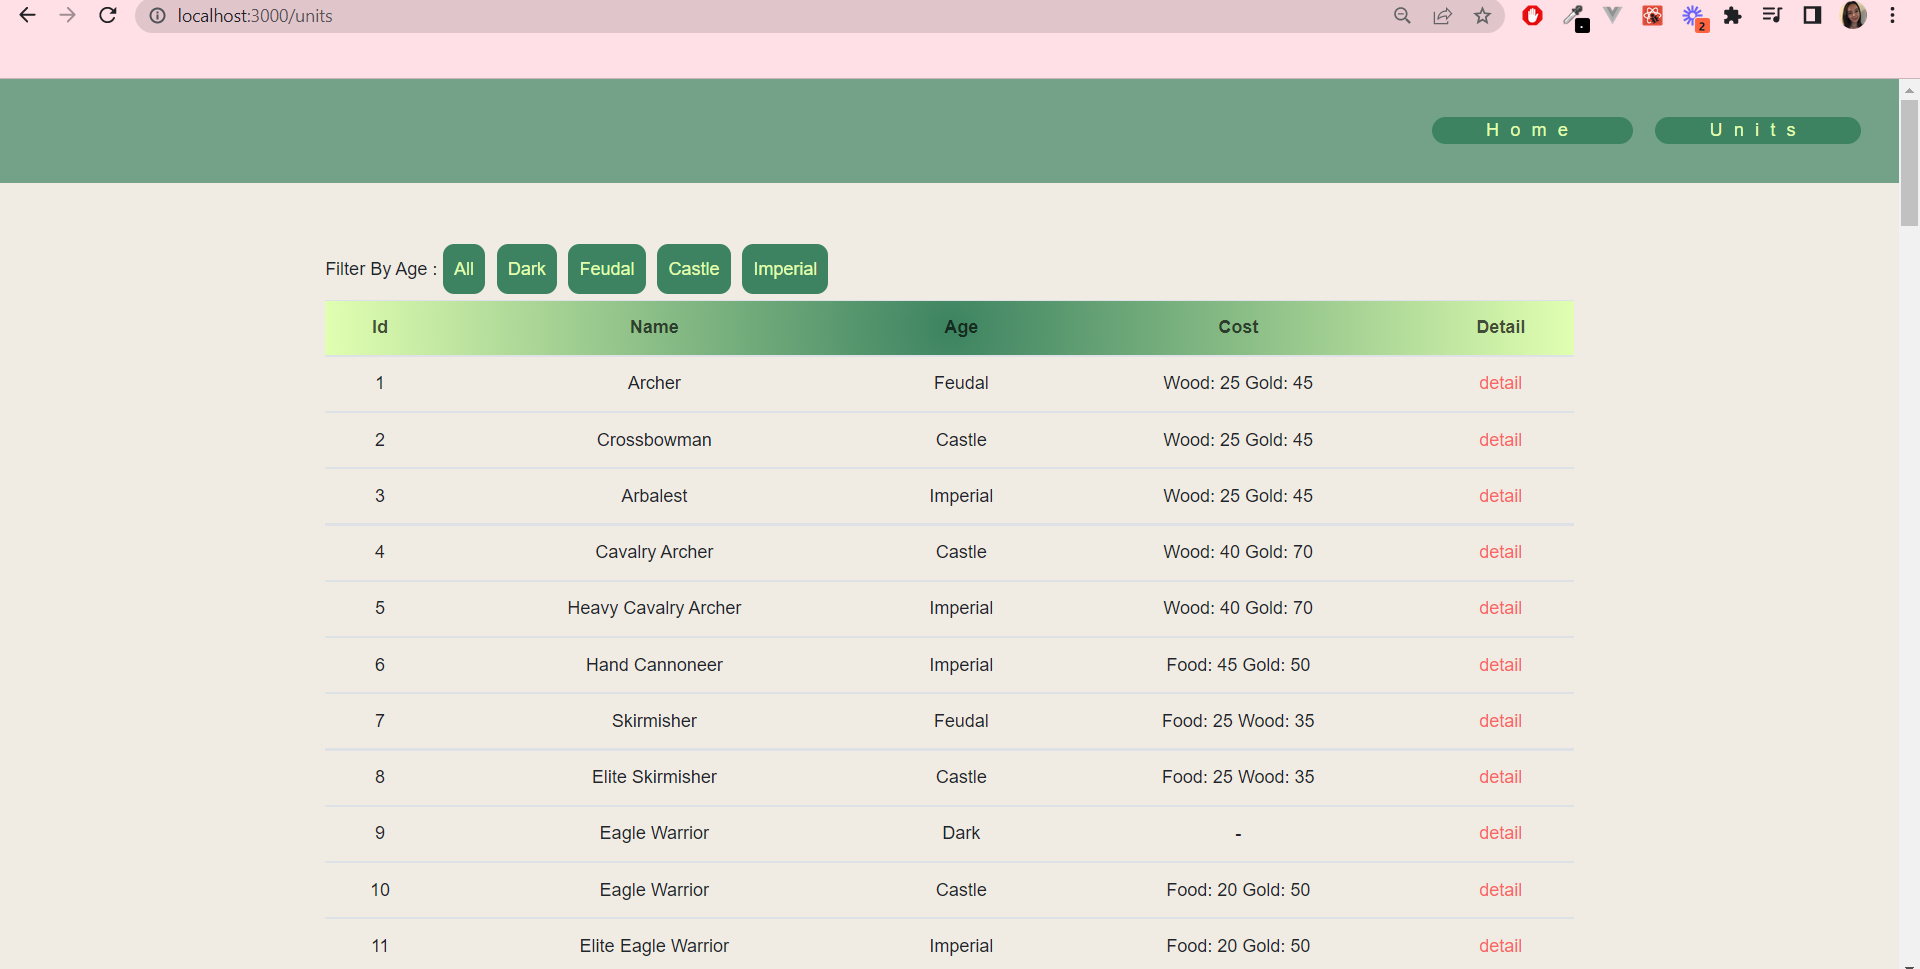 localhost:3000/units
2
Home Units
Filter By Age : All Dark Feudal Castle Imperial
Id Name Age Cost Detail
1 Archer Feudal Wood: 25 Gold: 45 detail
2 Crossbowman Castle Wood: 25 Gold: 45 detail
3 Arbalest Imperial Wood: 25 Gold: 45 detail
4 Cavalry Archer Castle Wood: 40 Gold: 70 detail
5 Heavy Cavalry Archer Imperial Wood: 40 Gold: 70 detail
6 Hand Cannoneer Imperial Food: 45 Gold: 50 detail
7 Skirmisher Feudal Food: 25 Wood: 35 detail
8 Elite Skirmisher Castle Food: 25 Wood: 35 detail
9 Eagle Warrior Dark - detail
10 Eagle Warrior Castle Food: 20 Gold: 50 detail
11 Elite Eagle Warrior Imperial Food: 20 Gold: 50 detail